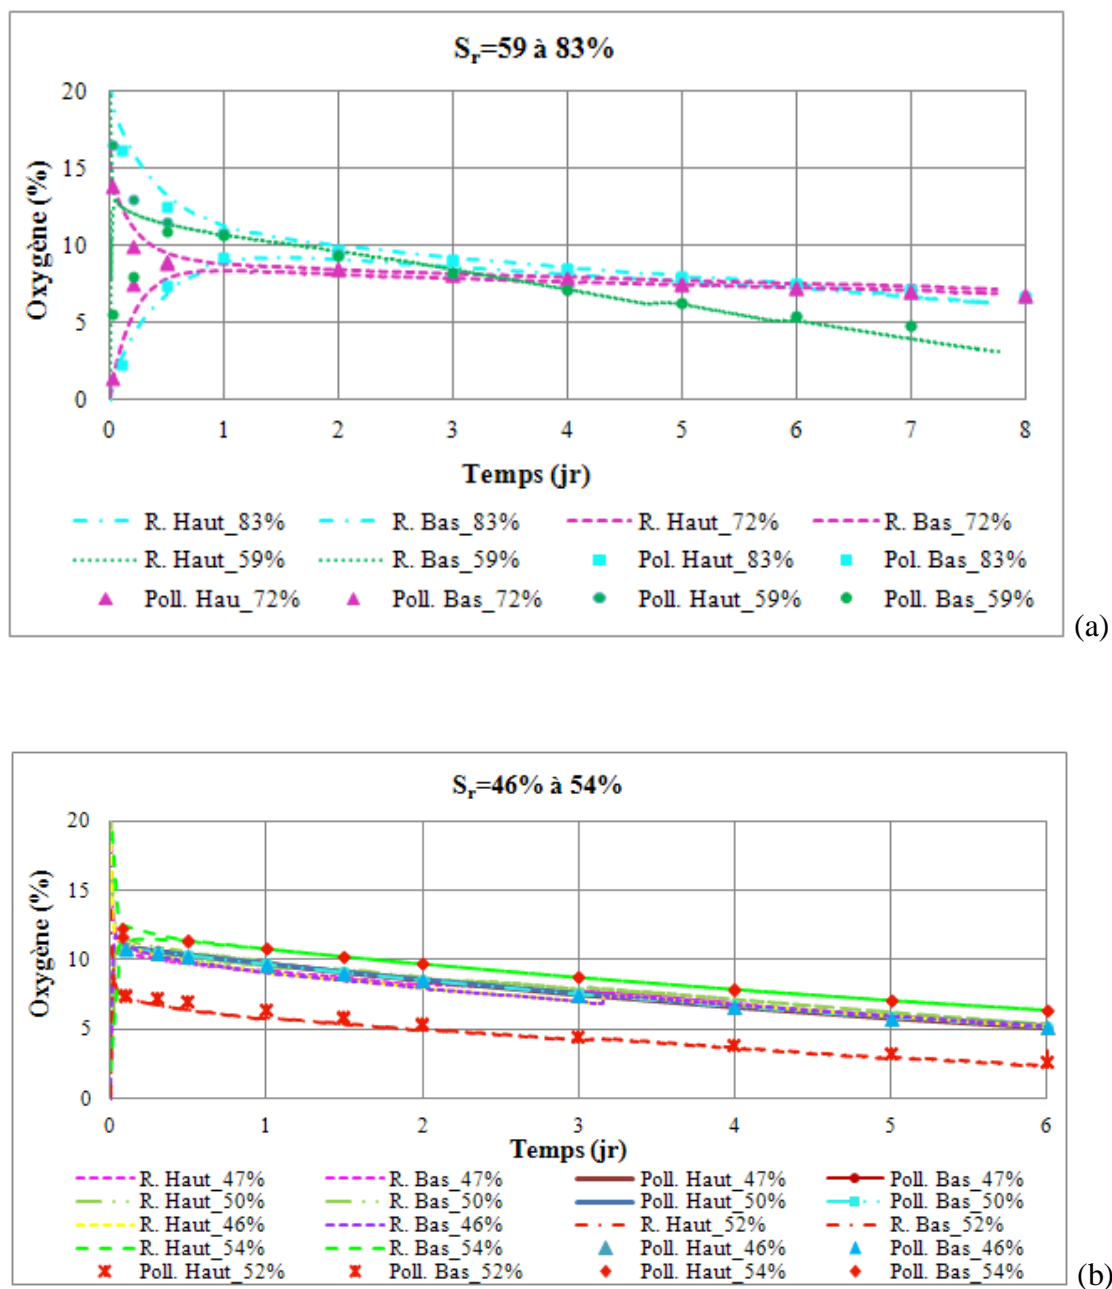 Sr=59 à 83%
20
15
10
5
0
Oxygène (%)
0 1 2 3 4 5 6 7 8
Temps (jr)
R. Haut_83% R. Bas_83% R. Haut_72% R. Bas_72%
R. Haut_59% R. Bas_59% Pol. Haut_83% Pol. Bas_83%
Poll. Hau_72% Poll. Bas_72% Poll. Haut_59% Poll. Bas_59%
(a)
Sr=46% à 54%
20
15
10
5
0
Oxygène (%)
0 1 2 3 4 5 6
Temps (jr)
R. Haut_47% R. Bas_47% Poll. Haut_47% Poll. Bas_47%
R. Haut_50% R. Bas_50% Poll. Haut_50% Poll. Bas_50%
R. Haut_46% R. Bas_46% R. Haut_52% R. Bas_52%
R. Haut_54% R. Bas_54% Poll. Haut_46% Poll. Bas_46%
Poll. Haut_52% Poll. Bas_52% Poll. Haut_54% Poll. Bas_54%
(b)